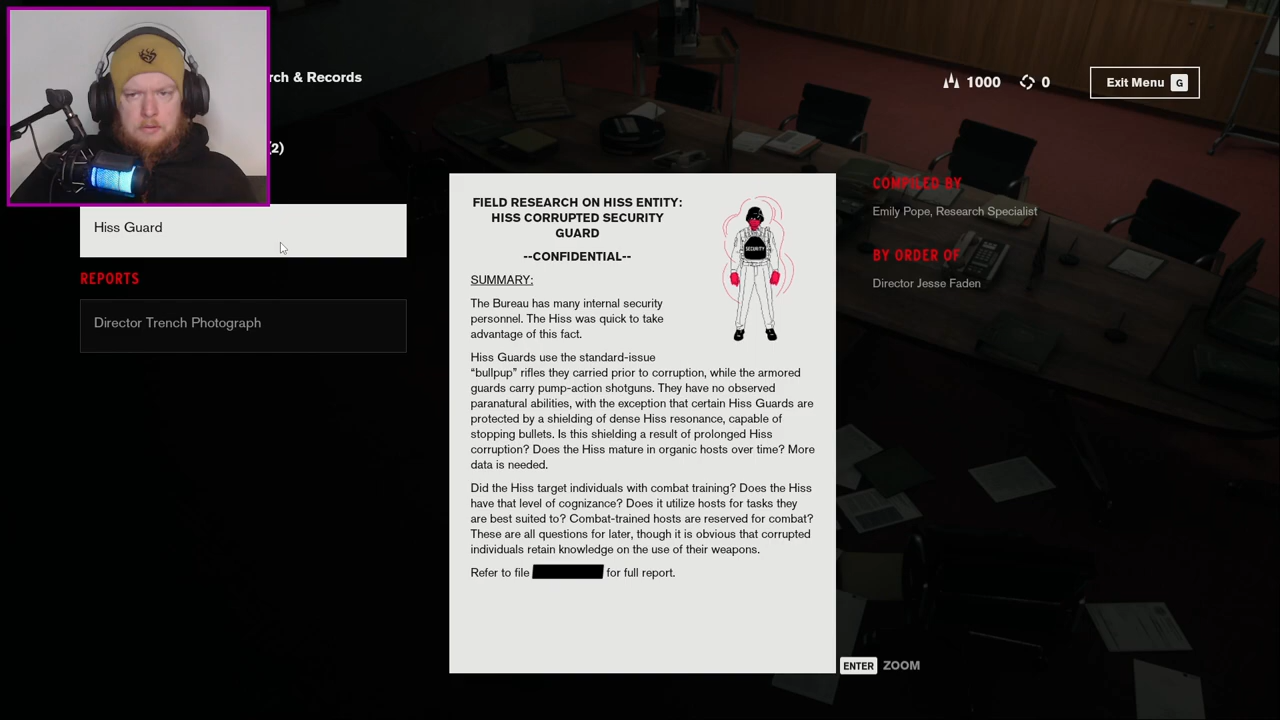 rch & Records
1000
0
Exit Menu G
(2)
Hiss Guard
REPORTS
Director Trench Photograph
FIELD RESEARCH ON HISS ENTITY:
HISS CORRUPTED SECURITY
GUARD
--CONFIDENTIAL--
SUMMARY:
The Bureau has many internal security
personnel. The Hiss was quick to take
advantage of this fact.
Hiss Guards use the standard-issue
“bullpup” rifles they carried prior to corruption, while the armored
guards carry pump-action shotguns. They have no observed
paranatural abilities, with the exception that certain Hiss Guards are
protected by a shielding of dense Hiss resonance, capable of
stopping bullets. Is this shielding a result of prolonged Hiss
corruption? Does the Hiss mature in organic hosts over time? More
data is needed.
Did the Hiss target individuals with combat training? Does the Hiss
have that level of cognizance? Does it utilize hosts for tasks they
are best suited to? Combat-trained hosts are reserved for combat?
These are all questions for later, though it is obvious that corrupted
individuals retain knowledge on the use of their weapons.
Refer to file for full report.
SECURITY
COMPILED BY
Emily Pope, Research Specialist
BY ORDER OF
Director Jesse Faden
ENTER ZOOM